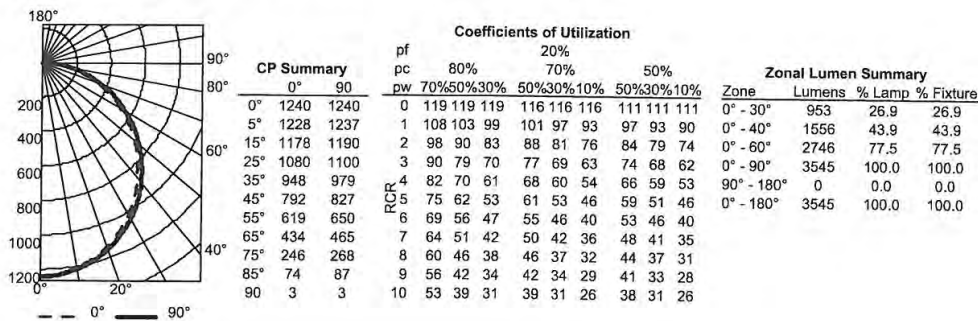 180°
90°
80°
60°
40°
200
400
600
800
1000
1200
0° 20°
0° 90°
CP Summary
0° 90
0° 1240 1240
5° 1228 1237
15° 1178 1190
25° 1080 1100
35° 948 979
45° 792 827
55° 619 650
65° 434 465
75° 246 268
85° 74 87
90 3 3
Coefficients of Utilization
pf 20%
pc 80% 70% 50%
pw 70%50%30% 50%30%10% 50%30%10%
RCR
0 119 119 119 116 116 116 111 111 111
1 108 103 99 101 97 93 97 93 90
2 98 90 83 88 81 76 84 79 74
3 90 79 70 77 69 63 74 68 62
4 82 70 61 68 60 54 66 59 53
5 75 62 53 61 53 46 59 51 46
6 69 56 47 55 46 40 53 46 40
7 64 51 42 50 42 36 48 41 35
8 60 46 38 46 37 32 44 37 31
9 56 42 34 42 34 29 41 33 28
10 53 39 31 39 31 26 38 31 26
Zonal Lumen Summary
Zone Lumens % Lamp % Fixture
0° - 30° 953 26.9 26.9
0° - 40° 1556 43.9 43.9
0° - 60° 2746 77.5 77.5
0° - 90° 3545 100.0 100.0
90° - 180° 0 0.0 0.0
0° - 180° 3545 100.0 100.0